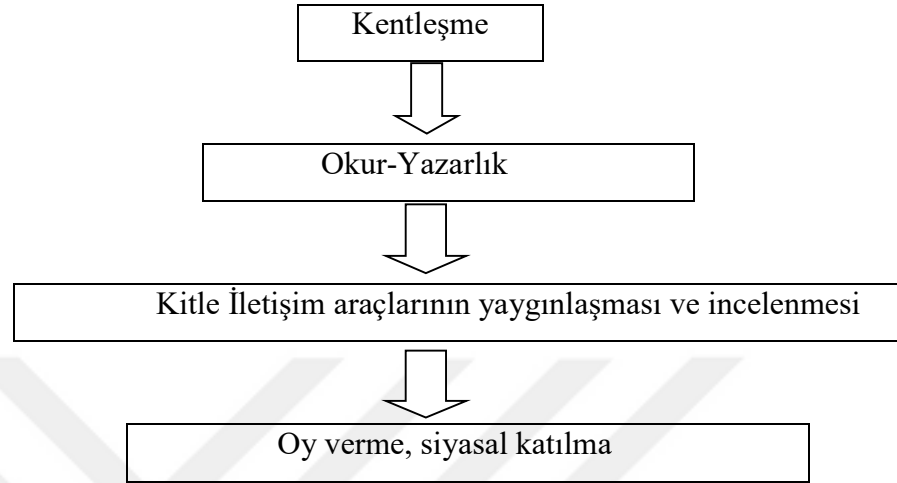 Kentleşme
Okur-Yazarlık
Kitle İletişim araçlarının yaygınlaşması ve incelenmesi
Oy verme, siyasal katılma